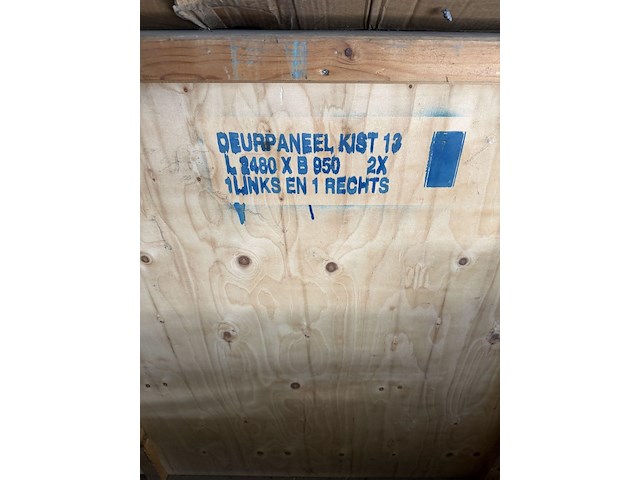 DEURPANEEL KIST 13
L 2480 X B 950 2X
1 LINKS EN 1 RECHTS